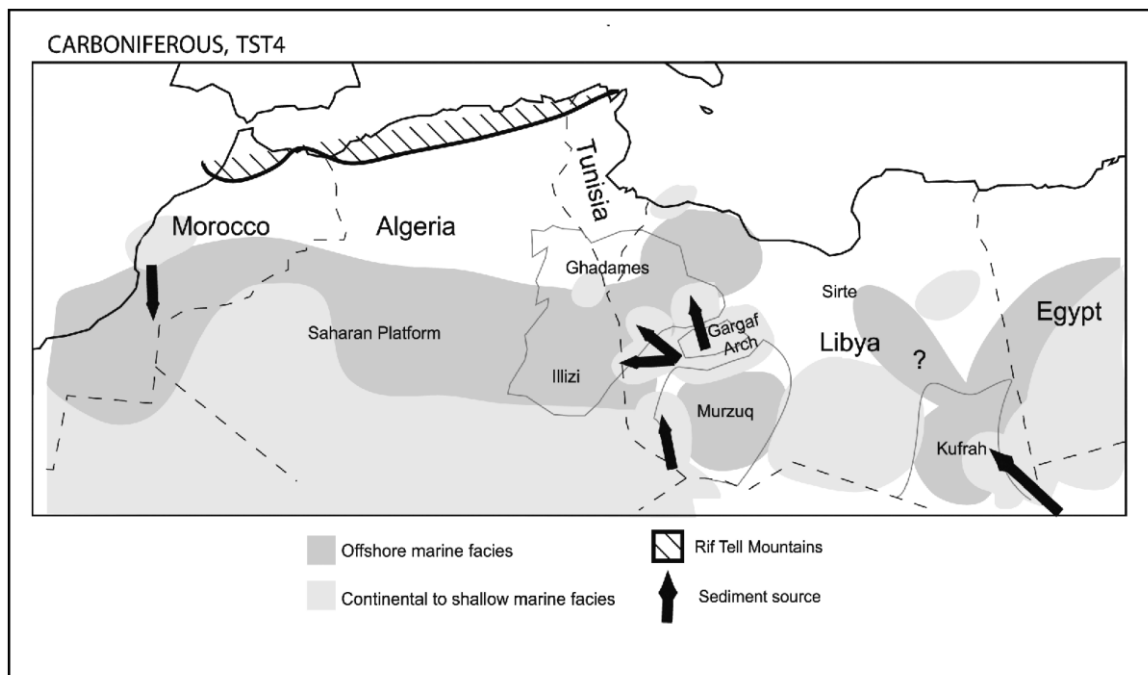 CARBONIFEROUS, TST4
Tunisia
Morocco
Algeria
Ghadames
Sirte
Egypt
Saharan Platform
Gargaf
Arch
Libya
?
Illizi
Murzuq
Kufrah
Offshore marine facies
Rif Tell Mountains
Continental to shallow marine facies
Sediment source